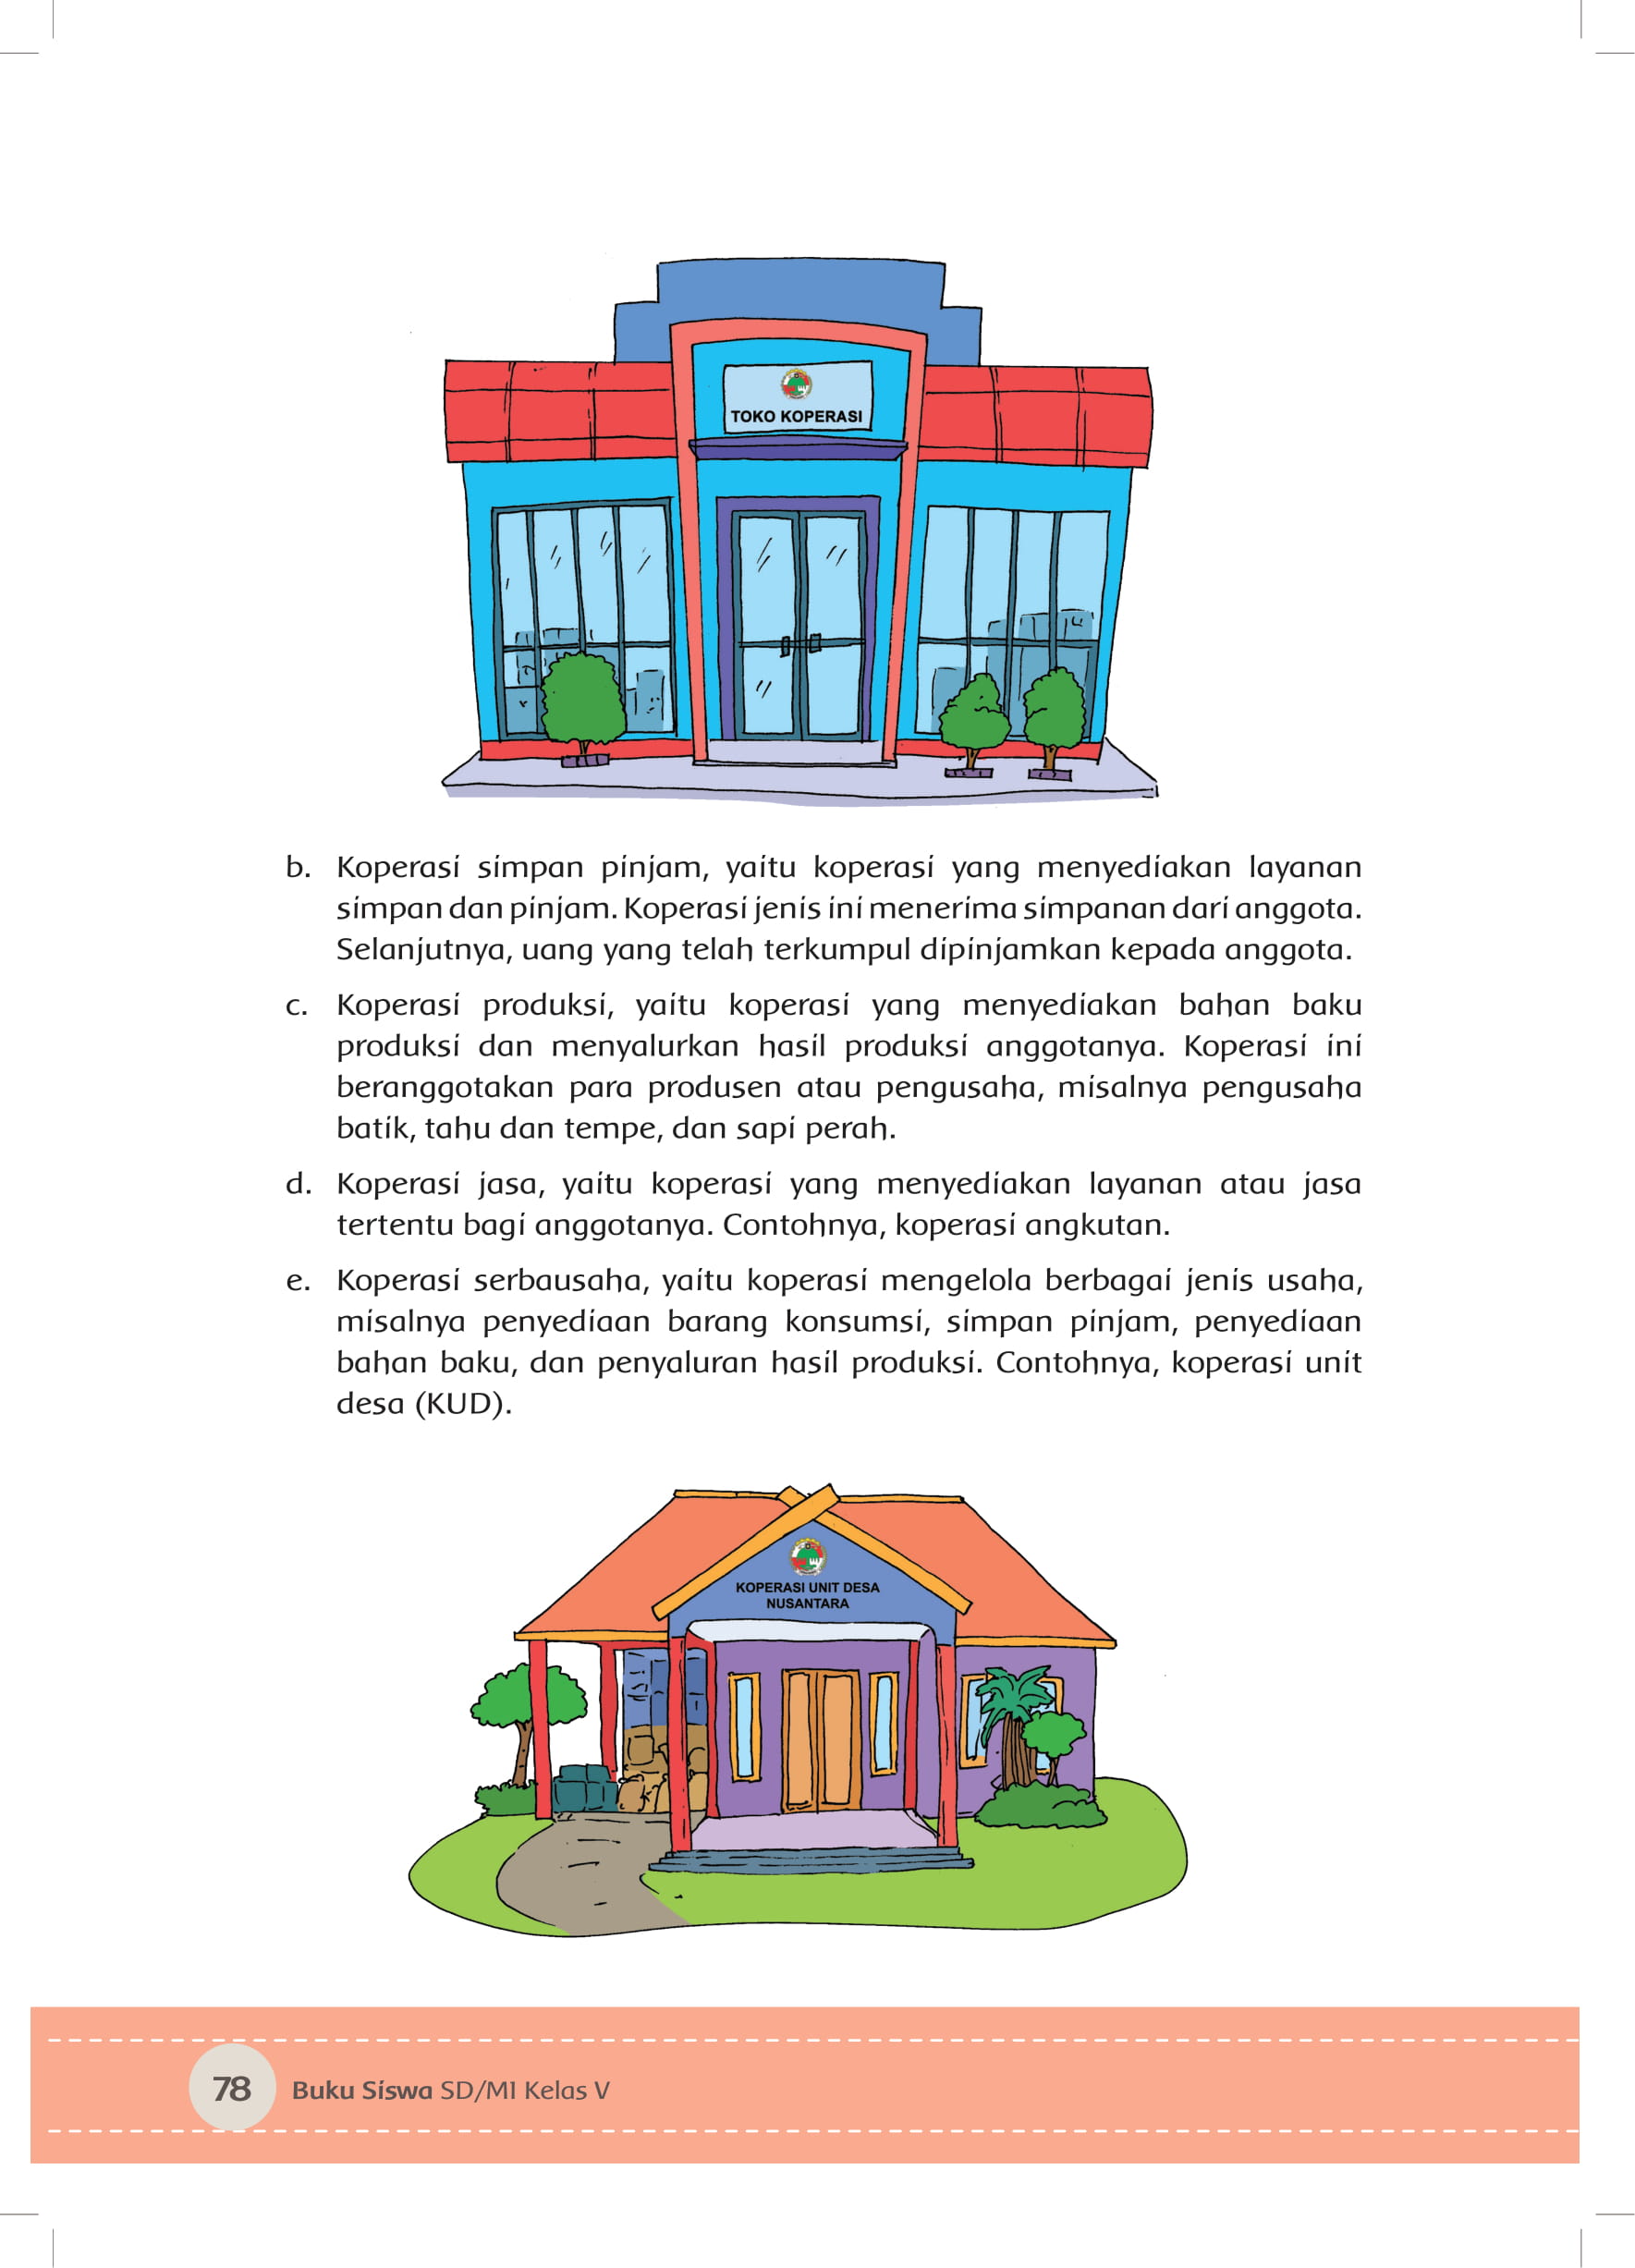 TOKO KOPERASI
b. Koperasi simpan pinjam, yaitu koperasi yang menyediakan layanan
simpan dan pinjam. Koperasi jenis ini menerima simpanan dari anggota.
Selanjutnya, uang yang telah terkumpul dipinjamkan kepada anggota.
c. Koperasi produksi, yaitu koperasi yang menyediakan bahan baku
produksi dan menyalurkan hasil produksi anggotanya. Koperasi ini
beranggotakan para produsen atau pengusaha, misalnya pengusaha
batik, tahu dan tempe, dan sapi perah.
d. Koperasi jasa, yaitu koperasi yang menyediakan layanan atau jasa
tertentu bagi anggotanya. Contohnya, koperasi angkutan.
e. Koperasi serbausaha, yaitu koperasi mengelola berbagai jenis usaha,
misalnya penyediaan barang konsumsi, simpan pinjam, penyediaan
bahan baku, dan penyaluran hasil produksi. Contohnya, koperasi unit
desa (KUD).
KOPERASI UNIT DESA
NUSANTARA
78 Buku Siswa SD/MI Kelas V